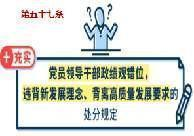 第五十七条
充实
党员领导干部政绩观错位，
违背新发展理念、背离高质量发展要求的
处分规定